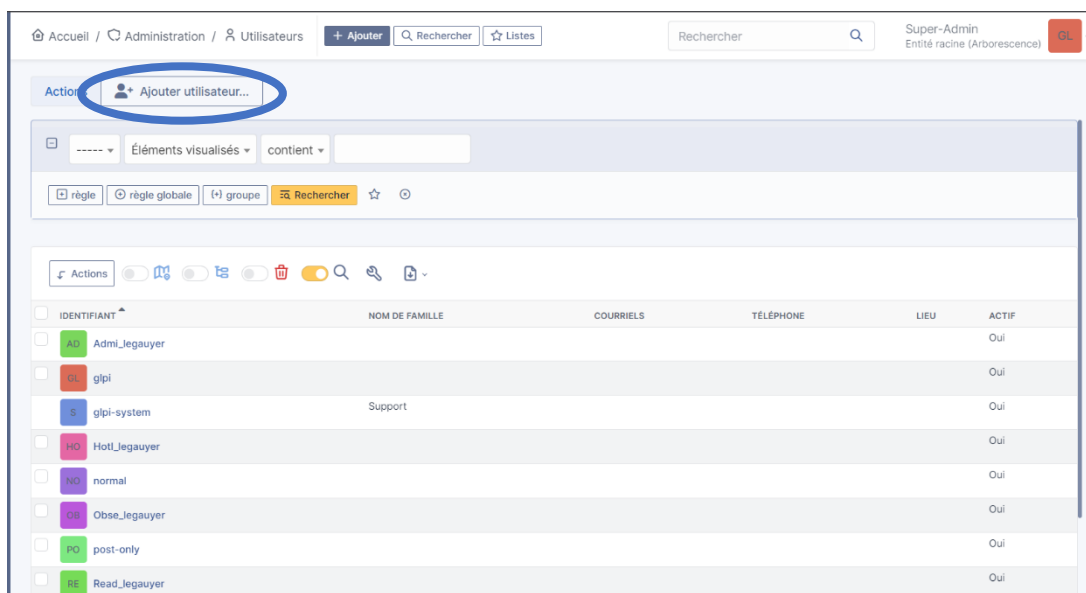 Accueil / Administration / Utilisateurs + Ajouter Rechercher Listes Rechercher Super-Admin GL
Entité racine (Arborescence)
Action Ajouter utilisateur...
----- Éléments visualisés contient
règle règle globale {+} groupe Rechercher
Actions
IDENTIFIANT NOM DE FAMILLE COURRIELS TÉLÉPHONE LIEU ACTIF
AD Admi_legauyer Oui
GL glpi Oui
S glpi-system Support Oui
HO Hotl_legauyer Oui
NO normal Oui
OB Obse_legauyer Oui
PO post-only Oui
RE Read_legauyer Oui